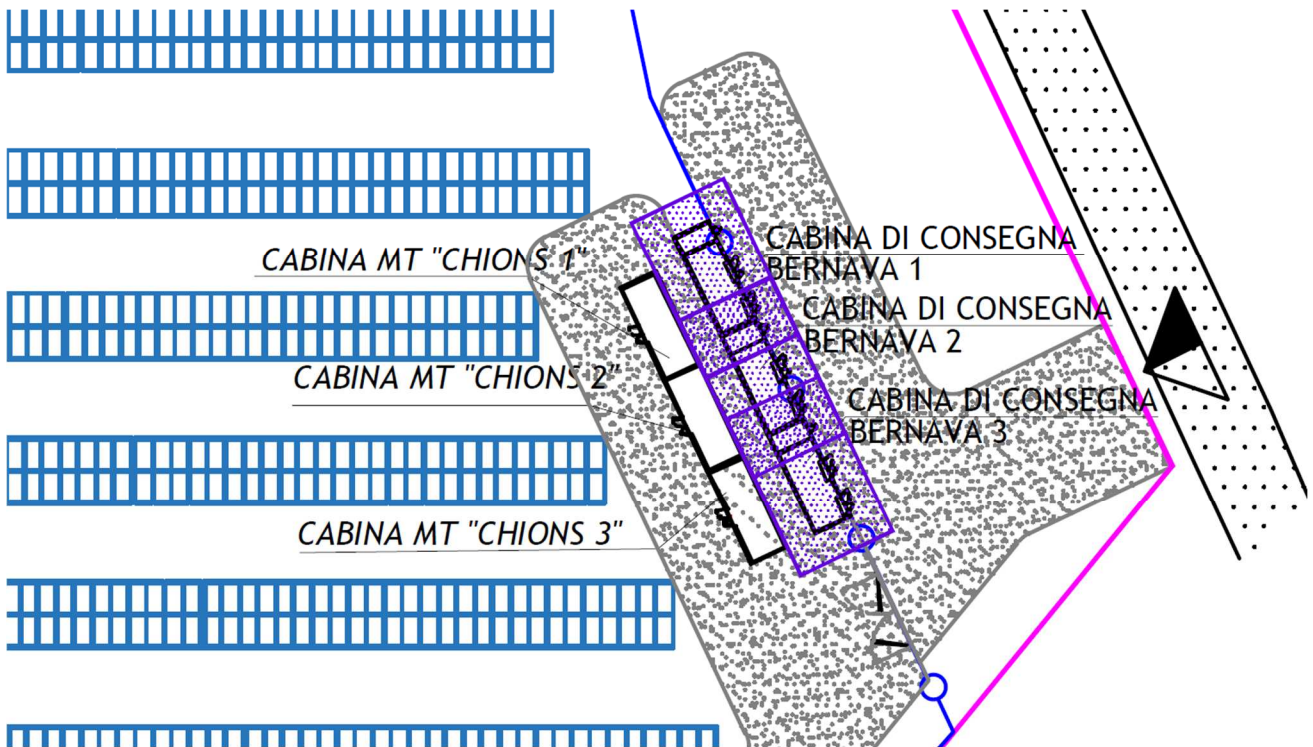 CABINA DI CONSEGNA
BERNAVA 1
CABINA MT "CHIONS 1"
CABINA DI CONSEGNA
BERNAVA 2
CABINA MT "CHIONS 2"
CABINA DI CONSEGNA
BERNAVA 3
CABINA MT "CHIONS 3"